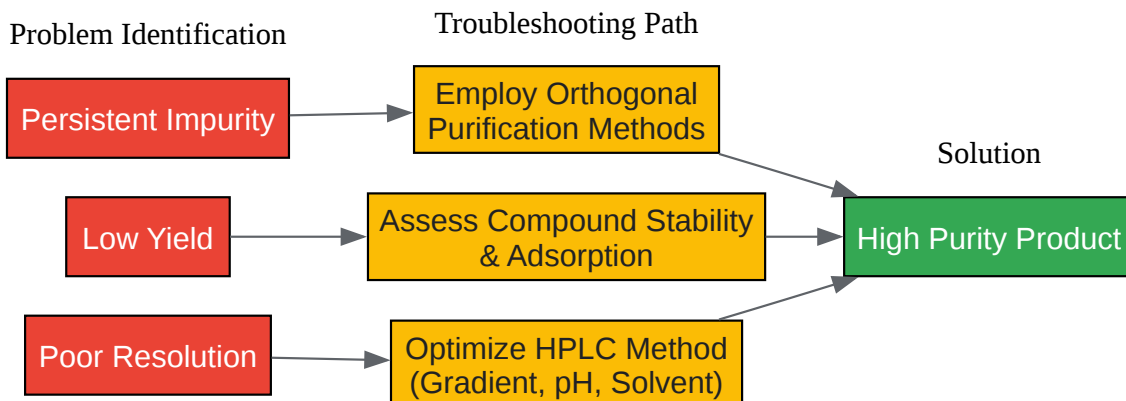 Problem Identification
Troubleshooting Path
Solution
Persistent Impurity
Employ Orthogonal
Purification Methods
Low Yield
Assess Compound Stability
& Adsorption
High Purity Product
Poor Resolution
Optimize HPLC Method
(Gradient, pH, Solvent)